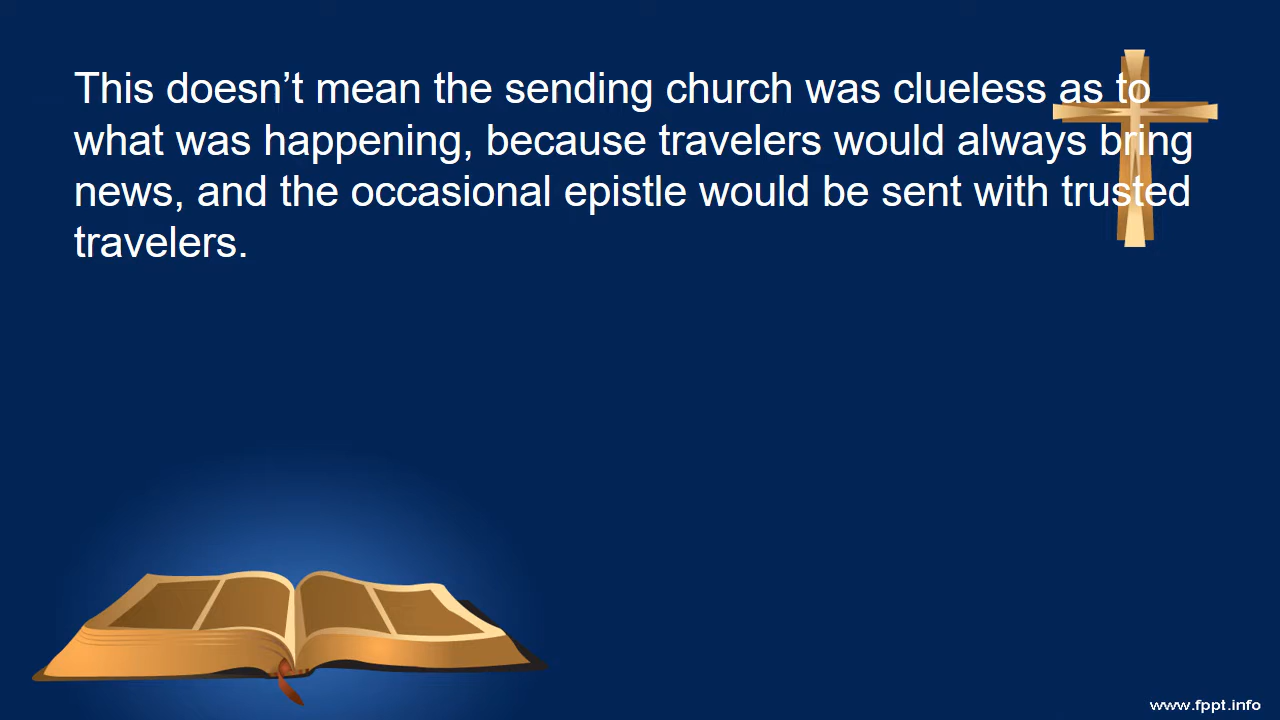 This doesn’t mean the sending church was clueless as to
what was happening, because travelers would always bring
news, and the occasional epistle would be sent with trusted
travelers.
www.fppt.info